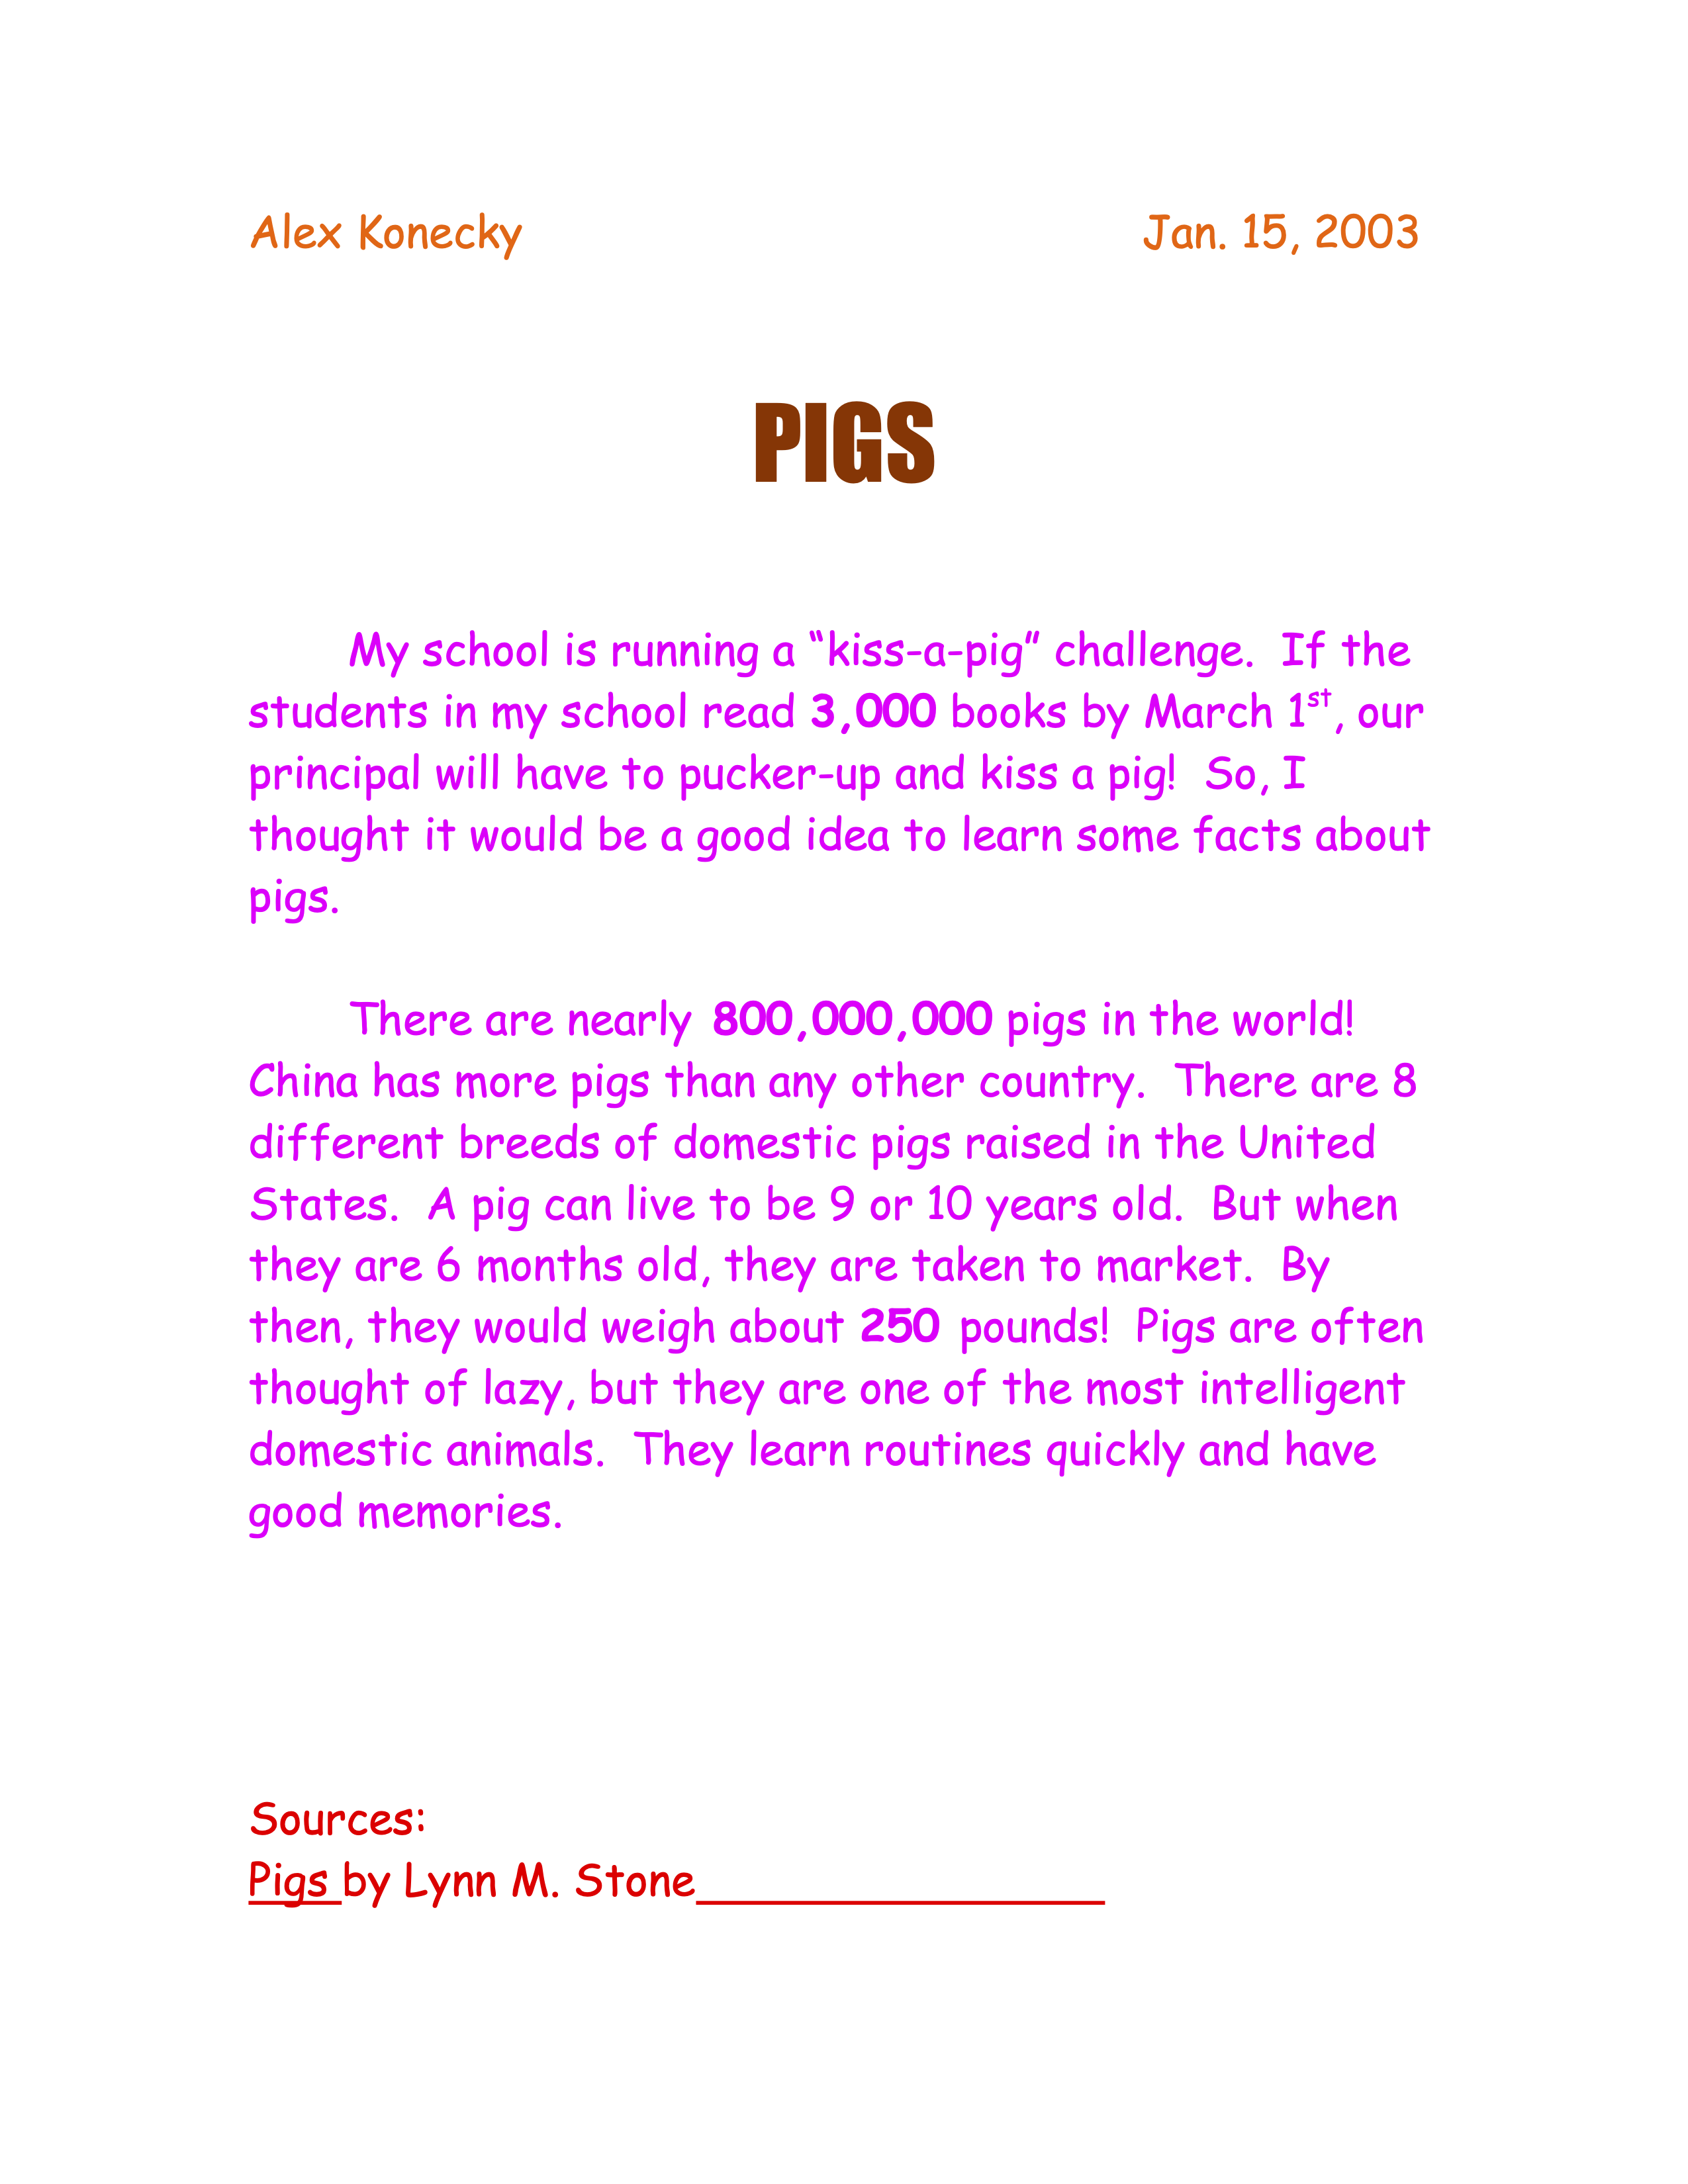 Alex Konecky Jan. 15, 2003
PIGS
My school is running a “kiss-a-pig” challenge.  If the
students in my school read 3,000 books by March 1st, our
principal will have to pucker-up and kiss a pig!  So, I
thought it would be a good idea to learn some facts about
pigs.
There are nearly  800,000,000 pigs in the world!
China has more pigs than any other country.  There are 8
different breeds of domestic pigs raised in the United
States.  A pig can live to be 9 or 10 years old.  But when
they are 6 months old, they are taken to market.  By
then, they would weigh about 250  pounds!  Pigs are often
thought of lazy, but they are one of the most intelligent
domestic animals.  They learn routines quickly and have
good memories.
Sources:
Pigs by Lynn M. Stone